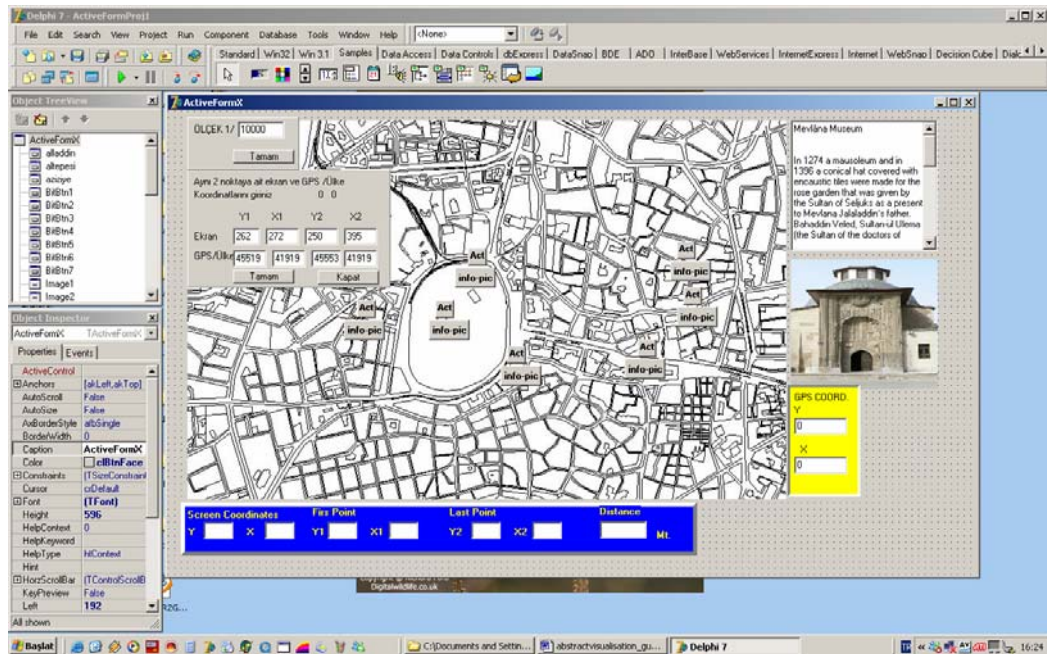 Delphi 7 - ActiveFormProj1
File Edit Search View Project Run Component Database Tools Window Help <None>
Standard Win32 Win 3.1 Samples Data Access Data Controls dbExpress DataSnap BDE ADO InterBase WebServices InternetExpress Internet WebSnap Decision Cube Dialc
Object TreeView
ActiveFormX
alladdin
altepesi
aziziye
BitBtn1
BitBtn2
BitBtn3
BitBtn4
BitBtn5
BitBtn6
BitBtn7
Image1
Image2
Object Inspector
ActiveFormX TActiveFormX
Properties Events
ActiveControl
Anchors [akLeft,akTop]
AutoScroll False
AutoSize False
AxBorderStyle afbSingle
BorderWidth 0
Caption ActiveFormX
Color clBtnFace
Constraints (TSizeConstraint
Cursor crDefault
Font (TFont)
Height 596
HelpContext 0
HelpKeyword
HelpType htContext
Hint
HorzScrollBar (TControlScrollB
KeyPreview False
Left 192
All shown
ActiveFormX
ÖLÇEK 1/ 10000
Tamam
Aynı 2 noktaya ait ekran ve GPS /Ülke
Koordinatlarını giriniz 0 0
Y1 X1 Y2 X2
Ekran 262 272 250 395
GPS/Ülke 45519 41919 45553 41919
Tamam Kapat
Act
info-pic
Act
info-pic
Act
info-pic
Act
info-pic
Act
info-pic
Act
info-pic
Mevlâna Museum
In 1274 a mausoleum and in
1396 a conical hat covered with
encaustic tiles were made for the
rose garden that was given by
the Sultan of Seljuks as a present
to Mevlana Jalaladdin's father,
Bahaddin Veled, Sultan-ul Ulema
(the Sultan of the doctors of
GPS COORD.
Y
0
X
0
Screen Coordinates Firs Point Last Point Distance
Y X Y1 X1 Y2 X2 Mt.
Digitalwildlife.co.uk
R2G...
Başlat C:\Documents and Settin... abstractvisualisation_gu... Delphi 7 TR 16:24